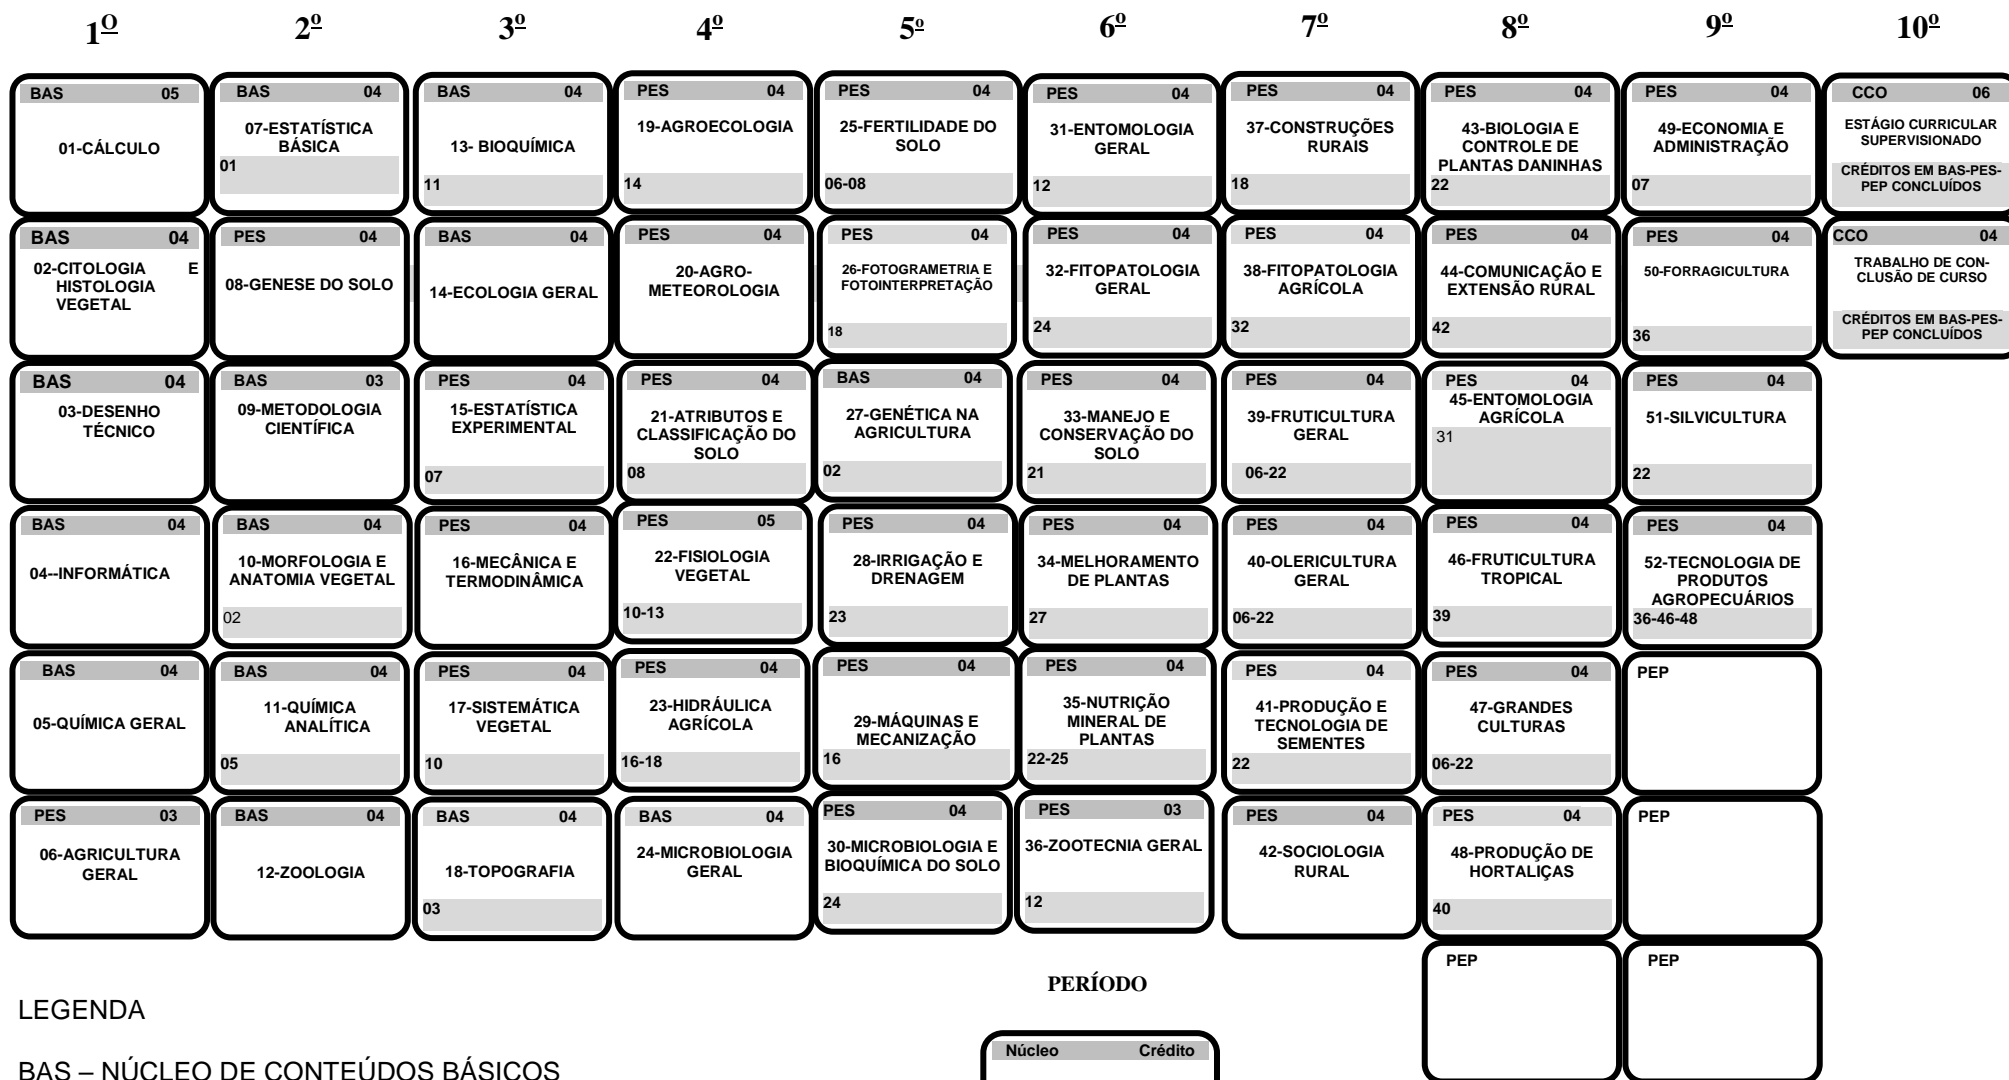 1º 2º 3º 4º 5º 6º 7º 8º 9º 10º
BAS 05
01-CÁLCULO
BAS 04
07-ESTATÍSTICA
BÁSICA
01
BAS 04
13- BIOQUÍMICA
11
PES 04
19-AGROECOLOGIA
14
PES 04
25-FERTILIDADE DO
SOLO
06-08
PES 04
31-ENTOMOLOGIA
GERAL
12
PES 04
37-CONSTRUÇÕES
RURAIS
18
PES 04
43-BIOLOGIA E
CONTROLE DE
PLANTAS DANINHAS
22
PES 04
49-ECONOMIA E
ADMINISTRAÇÃO
07
CCO 06
ESTÁGIO CURRICULAR
SUPERVISIONADO
CRÉDITOS EM BAS-PES-
PEP CONCLUÍDOS
BAS 04
02-CITOLOGIA E
HISTOLOGIA
VEGETAL
PES 04
08-GENESE DO SOLO
BAS 04
14-ECOLOGIA GERAL
PES 04
20-AGRO-
METEOROLOGIA
PES 04
26-FOTOGRAMETRIA E
FOTOINTERPRETAÇÃO
18
PES 04
32-FITOPATOLOGIA
GERAL
24
PES 04
38-FITOPATOLOGIA
AGRÍCOLA
32
PES 04
44-COMUNICAÇÃO E
EXTENSÃO RURAL
42
PES 04
50-FORRAGICULTURA
36
CCO 04
TRABALHO DE CON-
CLUSÃO DE CURSO
CRÉDITOS EM BAS-PES-
PEP CONCLUÍDOS
BAS 04
03-DESENHO
TÉCNICO
BAS 03
09-METODOLOGIA
CIENTÍFICA
PES 04
15-ESTATÍSTICA
EXPERIMENTAL
07
PES 04
21-ATRIBUTOS E
CLASSIFICAÇÃO DO
SOLO
08
BAS 04
27-GENÉTICA NA
AGRICULTURA
02
PES 04
33-MANEJO E
CONSERVAÇÃO DO
SOLO
21
PES 04
39-FRUTICULTURA
GERAL
06-22
PES 04
45-ENTOMOLOGIA
AGRÍCOLA
31
PES 04
51-SILVICULTURA
22
BAS 04
04--INFORMÁTICA
BAS 04
10-MORFOLOGIA E
ANATOMIA VEGETAL
02
PES 04
16-MECÂNICA E
TERMODINÂMICA
PES 05
22-FISIOLOGIA
VEGETAL
10-13
PES 04
28-IRRIGAÇÃO E
DRENAGEM
23
PES 04
34-MELHORAMENTO
DE PLANTAS
27
PES 04
40-OLERICULTURA
GERAL
06-22
PES 04
46-FRUTICULTURA
TROPICAL
39
PES 04
52-TECNOLOGIA DE
PRODUTOS
AGROPECUÁRIOS
36-46-48
BAS 04
05-QUÍMICA GERAL
BAS 04
11-QUÍMICA
ANALÍTICA
05
PES 04
17-SISTEMÁTICA
VEGETAL
10
PES 04
23-HIDRÁULICA
AGRÍCOLA
16-18
PES 04
29-MÁQUINAS E
MECANIZAÇÃO
16
PES 04
35-NUTRIÇÃO
MINERAL DE
PLANTAS
22-25
PES 04
41-PRODUÇÃO E
TECNOLOGIA DE
SEMENTES
22
PES 04
47-GRANDES
CULTURAS
06-22
PEP
PES 03
06-AGRICULTURA
GERAL
BAS 04
12-ZOOLOGIA
BAS 04
18-TOPOGRAFIA
03
BAS 04
24-MICROBIOLOGIA
GERAL
PES 04
30-MICROBIOLOGIA E
BIOQUÍMICA DO SOLO
24
PES 03
36-ZOOTECNIA GERAL
12
PES 04
42-SOCIOLOGIA
RURAL
PES 04
48-PRODUÇÃO DE
HORTALIÇAS
40
PEP
PEP
PEP
PERÍODO
LEGENDA
Núcleo Crédito
BAS – NÚCLEO DE CONTEÚDOS BÁSICOS